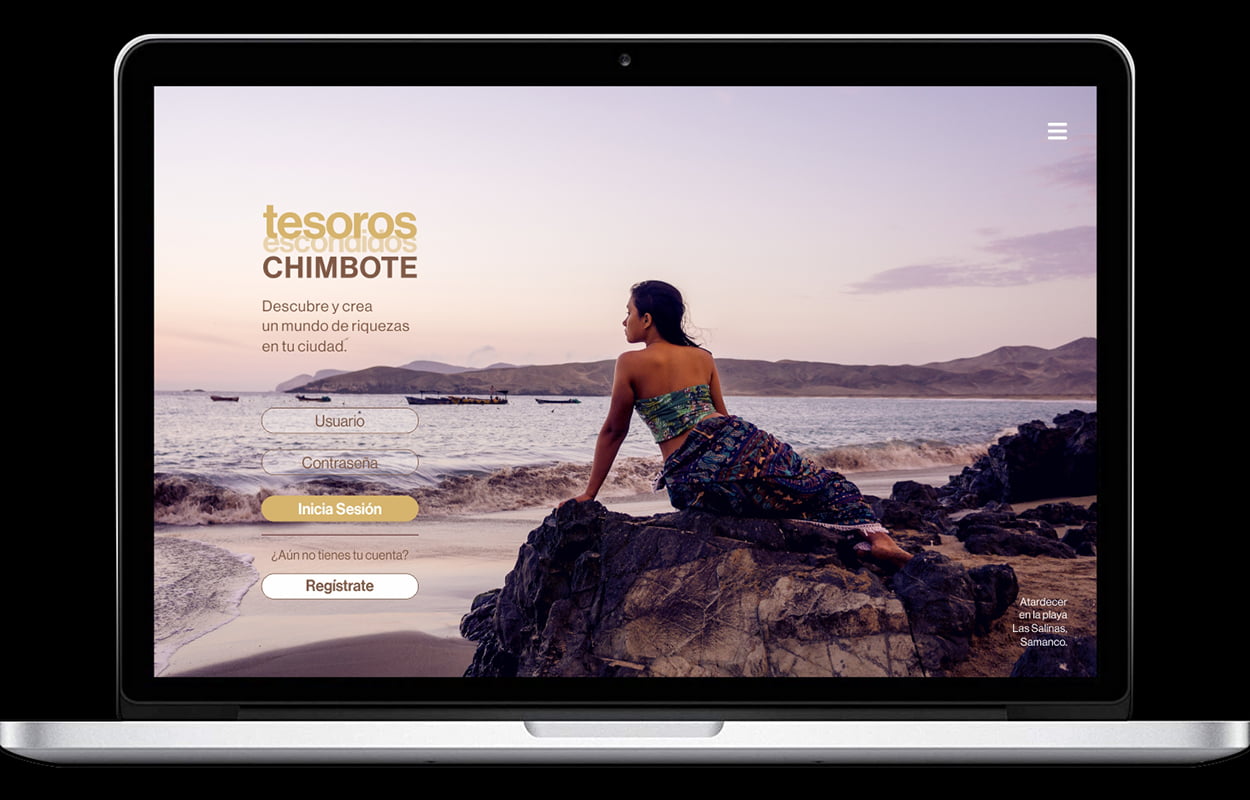 tesoros
escondidos
CHIMBOTE
Descubre y crea
un mundo de riquezas
en tu ciudad.
Usuario
Contraseña
Inicia Sesión
¿Aún no tienes tu cuenta?
Regístrate
Atardecer
en la playa
Las Salinas,
Samanco.